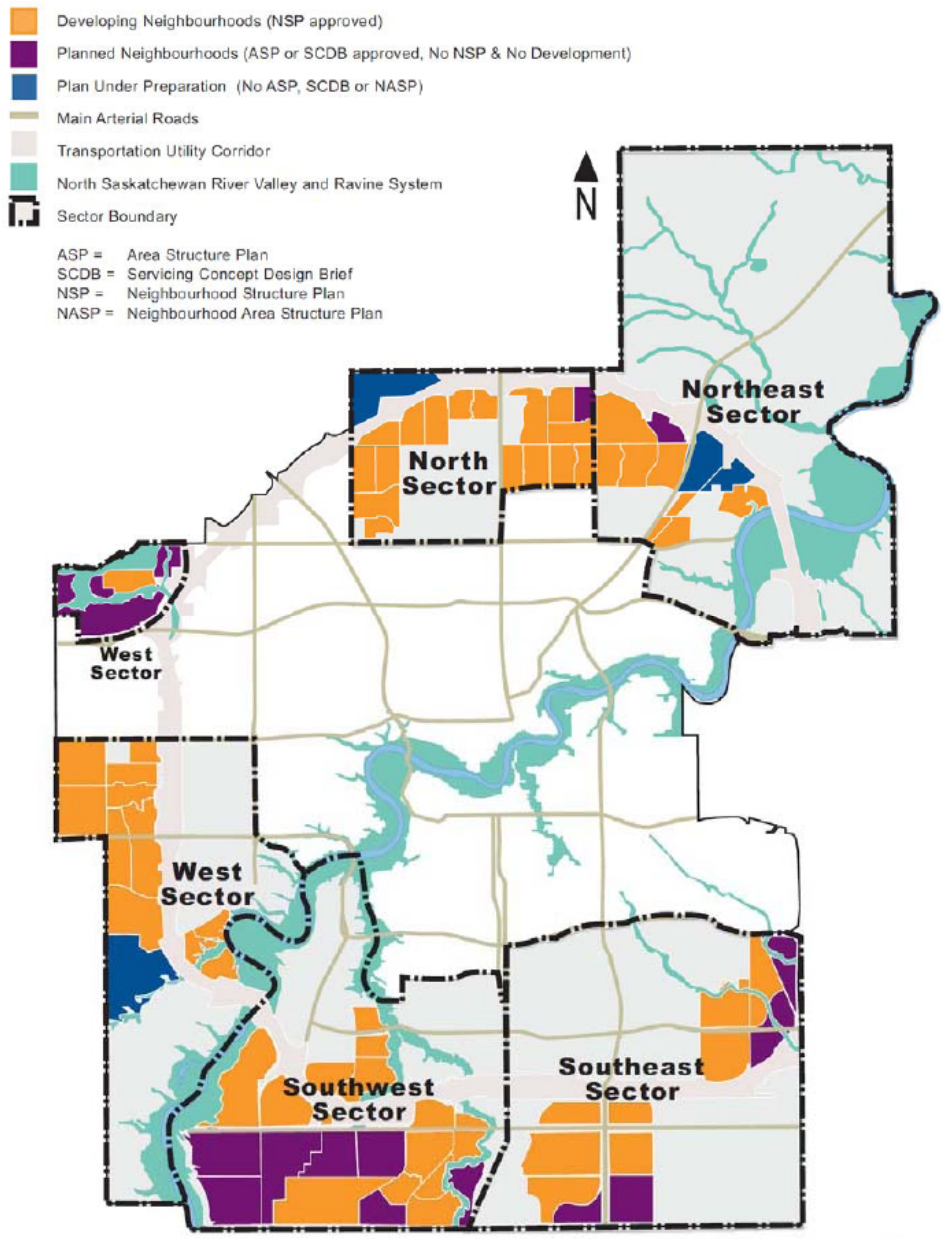 Developing Neighbourhoods (NSP approved)
Planned Neighbourhoods (ASP or SCDB approved, No NSP & No Development)
Plan Under Preparation (No ASP, SCDB or NASP)
Main Arterial Roads
Transportation Utility Corridor
North Saskatchewan River Valley and Ravine System
Sector Boundary
ASP = Area Structure Plan
SCDB = Servicing Concept Design Brief
NSP = Neighbourhood Structure Plan
NASP = Neighbourhood Area Structure Plan
N
Northeast
Sector
North
Sector
West
Sector
West
Sector
Southwest
Sector
Southeast
Sector